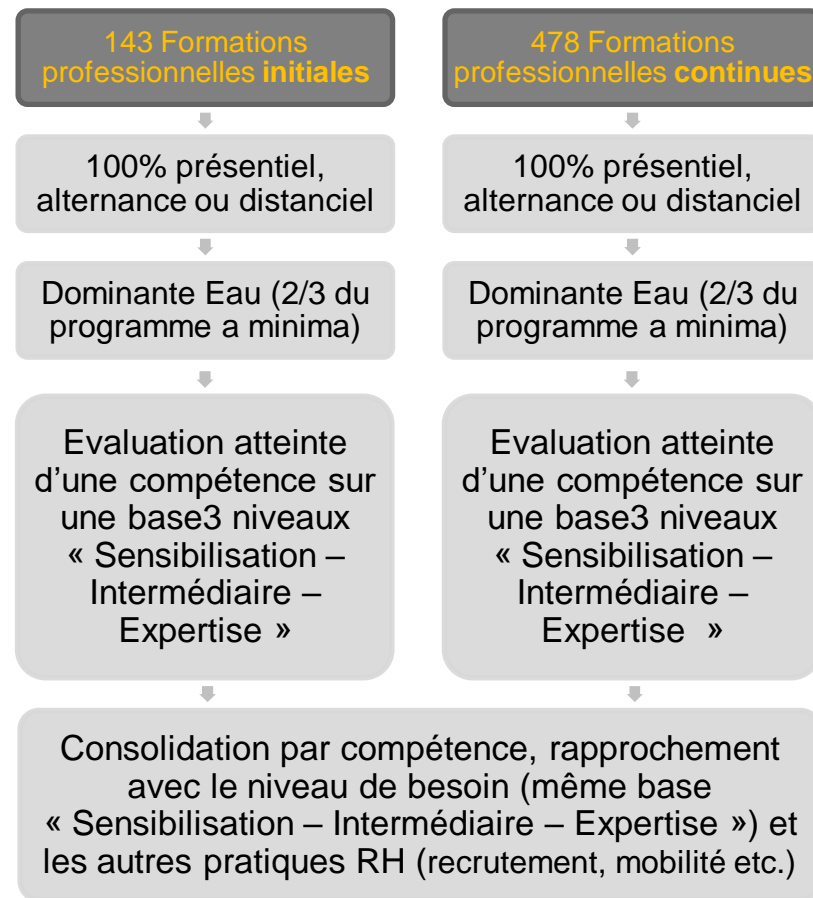 143 Formations
professionnelles initiales
100% présentiel,
alternance ou distanciel
Dominante Eau (2/3 du
programme a minima)
Evaluation atteinte
d'une compétence sur
une base3 niveaux
« Sensibilisation –
Intermédiaire –
Expertise »
478 Formations
professionnelles continues
100% présentiel,
alternance ou distanciel
Dominante Eau (2/3 du
programme a minima)
Evaluation atteinte
d'une compétence sur
une base3 niveaux
« Sensibilisation –
Intermédiaire –
Expertise  »
Consolidation par compétence, rapprochement
avec le niveau de besoin (même base
« Sensibilisation – Intermédiaire – Expertise ») et
les autres pratiques RH (recrutement, mobilité etc.)